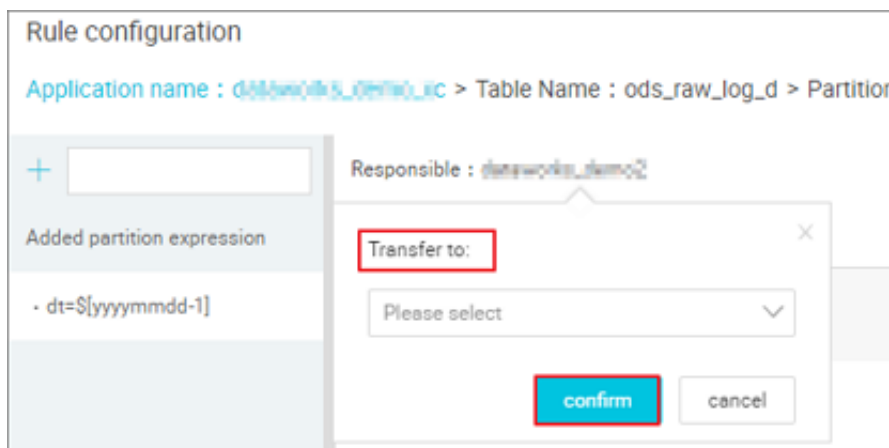 Rule configuration
Application name : > Table Name : ods_raw_log_d > Partition
+
Responsible :
Added partition expression
Transfer to:
- dt=$[yyyymmdd-1]
Please select
confirm
cancel